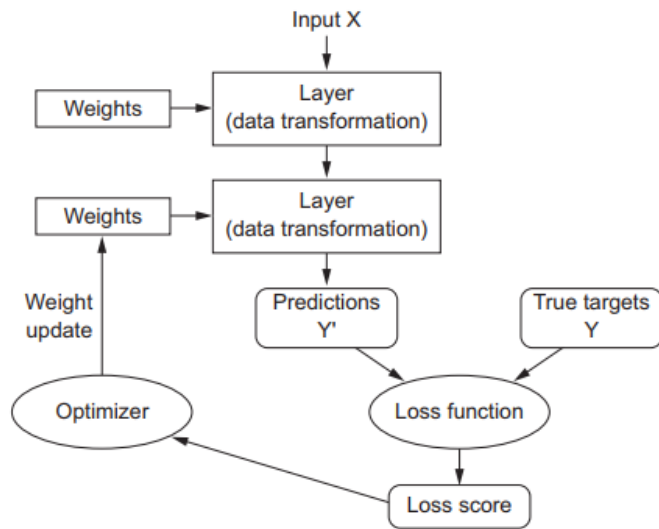 Input X
Weights
Layer
(data transformation)
Weights
Layer
(data transformation)
Weight
update
Predictions
Y'
True targets
Y
Optimizer
Loss function
Loss score